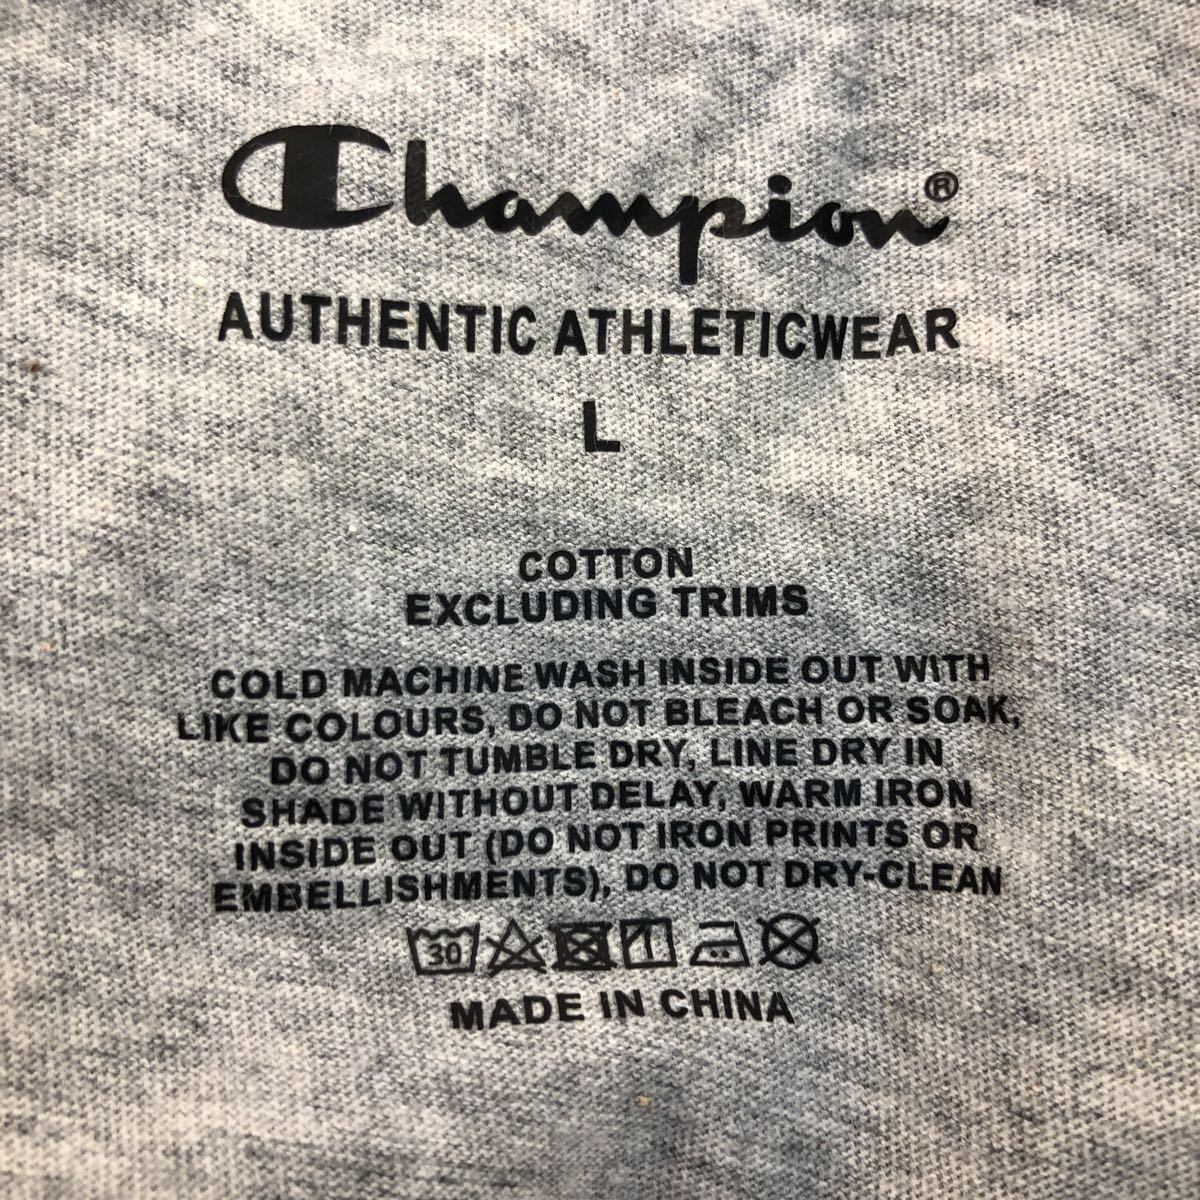 Champion®
AUTHENTIC ATHLETICWEAR
L
COTTON
EXCLUDING TRIMS
COLD MACHINE WASH INSIDE OUT WITH
LIKE COLOURS, DO NOT BLEACH OR SOAK,
DO NOT TUMBLE DRY, LINE DRY IN
SHADE WITHOUT DELAY, WARM IRON
INSIDE OUT (DO NOT IRON PRINTS OR
EMBELLISHMENTS), DO NOT DRY-CLEAN
30
MADE IN CHINA